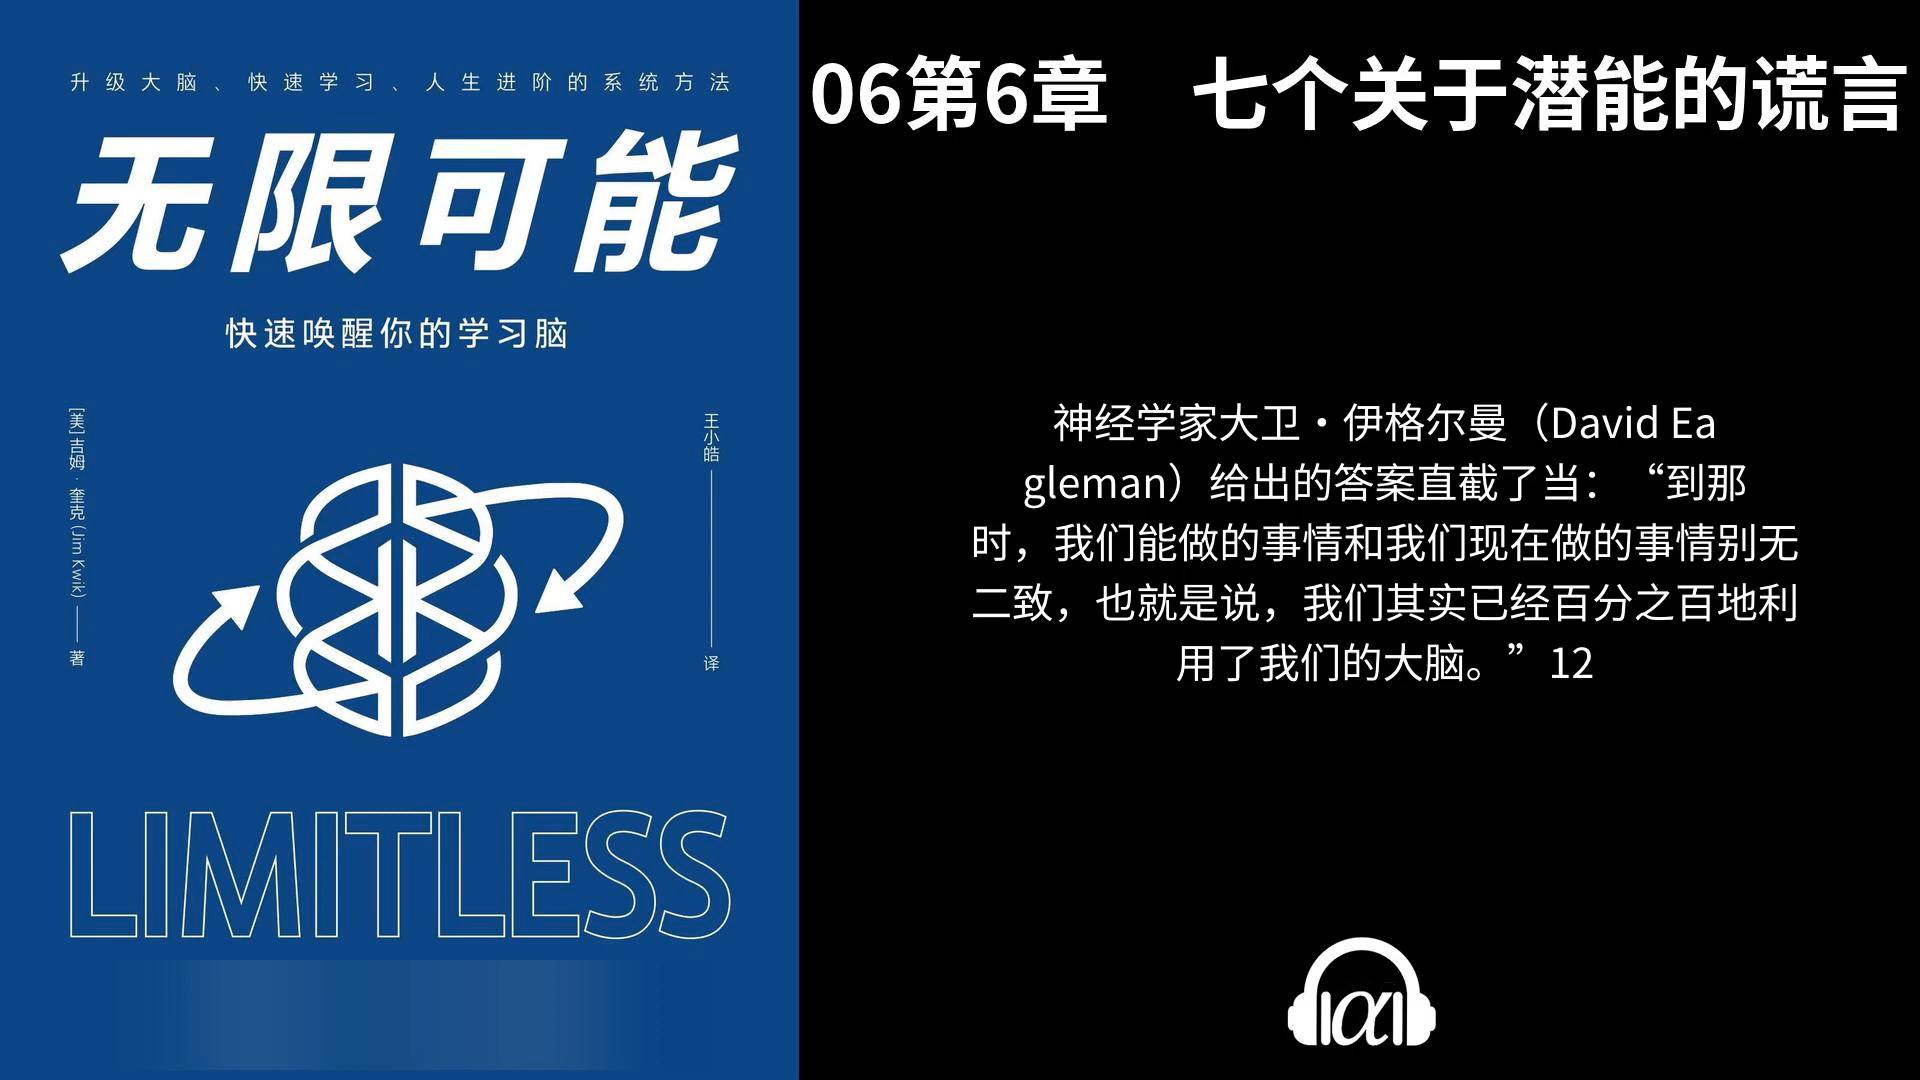 升级大脑、快速学习、人生进阶的系统方法
无限可能
快速唤醒你的学习脑
[美] 吉姆·奎克 (Jim Kwik) —— 著
王小皓 —— 译
LIMITLESS
06第6章　七个关于潜能的谎言
神经学家大卫·伊格尔曼（David Ea
gleman）给出的答案直截了当：“到那
时，我们能做的事情和我们现在做的事情别无
二致，也就是说，我们其实已经百分之百地利
用了我们的大脑。”12
α